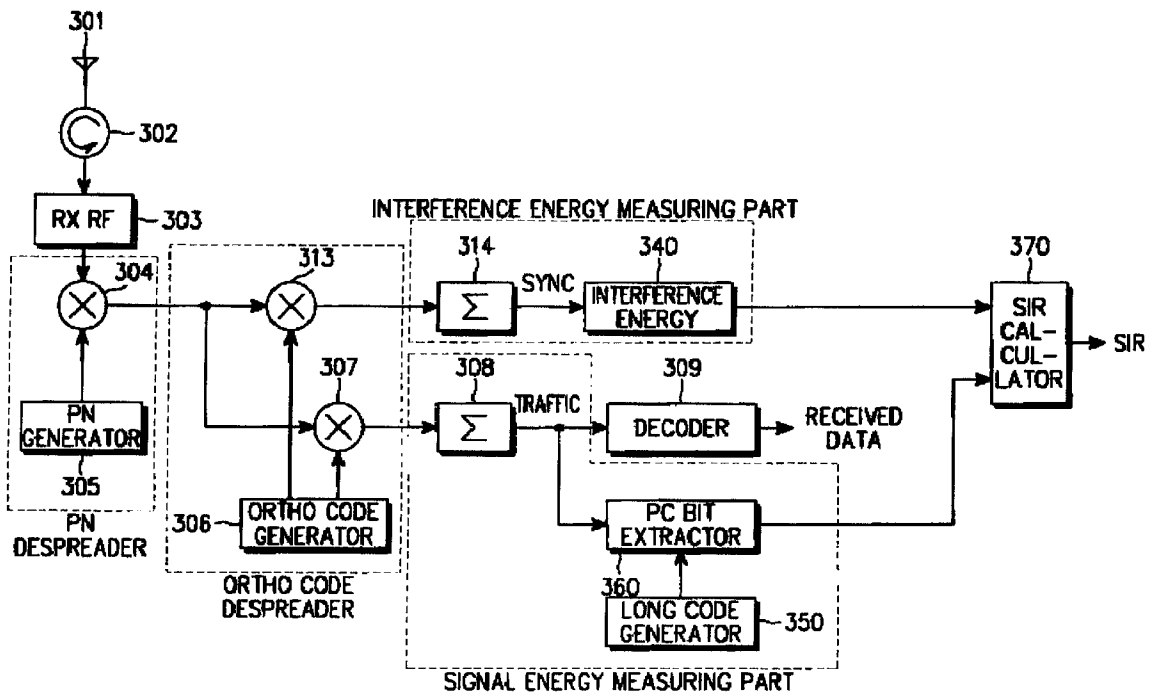 301
302
RX RF
303
INTERFERENCE ENERGY MEASURING PART
304
313
314
SYNC
340
INTERFERENCE
ENERGY
370
SIR
CAL-
CUL-
LATOR
SIR
307
308
TRAFFIC
309
DECODER
RECEIVED
DATA
PN
GENERATOR
305
PN
DESPREADER
306
ORTHO CODE
GENERATOR
ORTHO CODE
DESPREADER
PC BIT
EXTRACTOR
360
LONG CODE
GENERATOR
350
SIGNAL ENERGY MEASURING PART
Σ
Σ